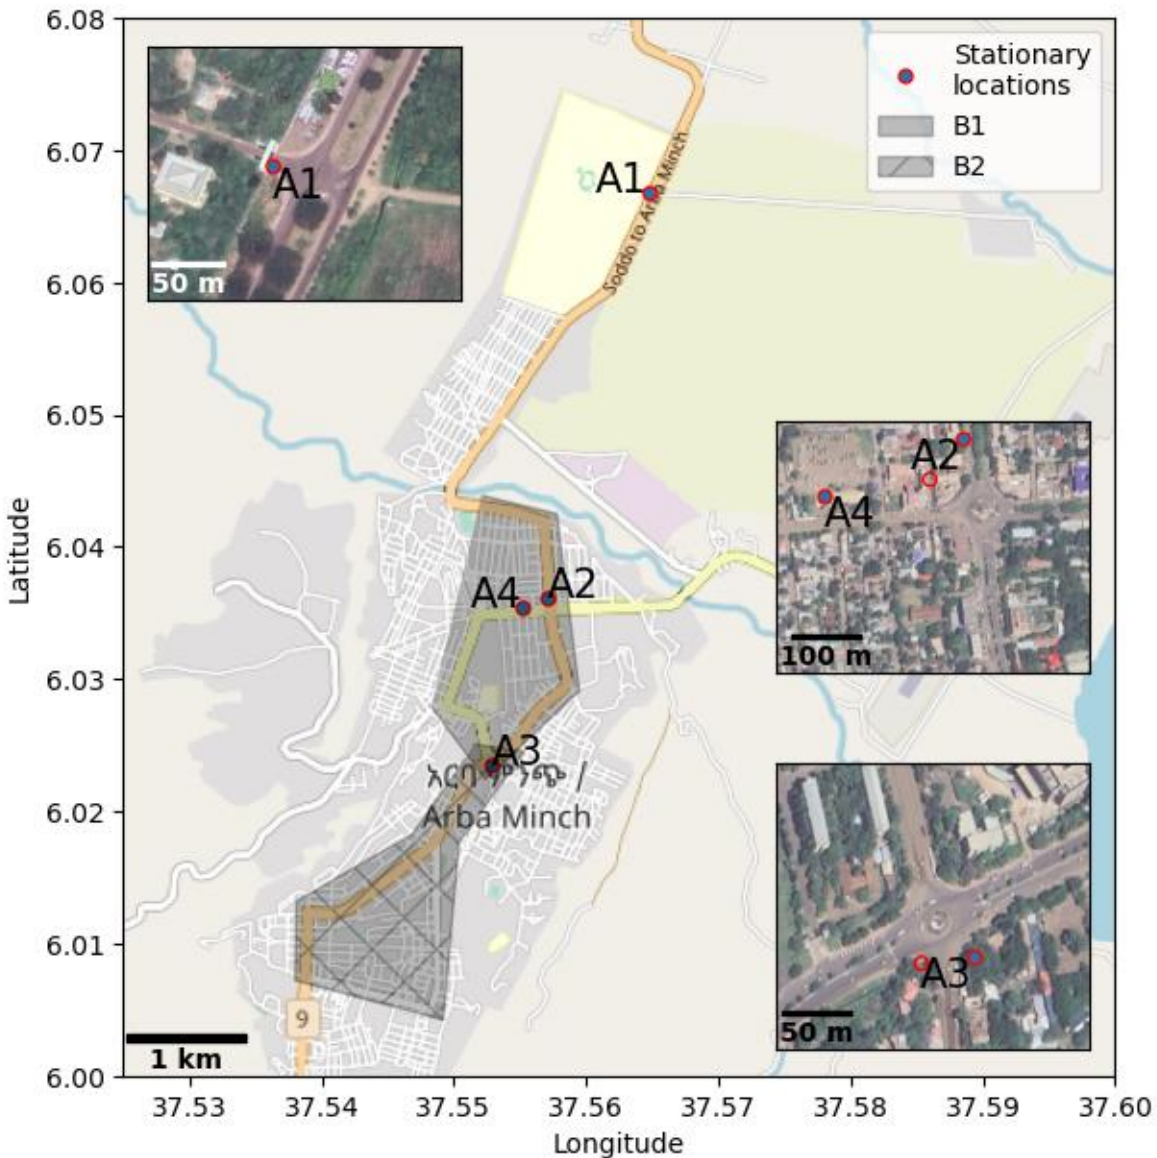 6.08
6.07
6.06
6.05
6.04
6.03
6.02
6.01
6.00
Latitude
37.53
37.54
37.55
37.56
37.57
37.58
37.59
37.60
Longitude
Stationary
locations
B1
B2
A1
50 m
A1
Soddo to Arba Minch
A2
A4
100 m
A4
A2
A3
አርባ ምንጭ /
Arba Minch
A3
50 m
9
1 km